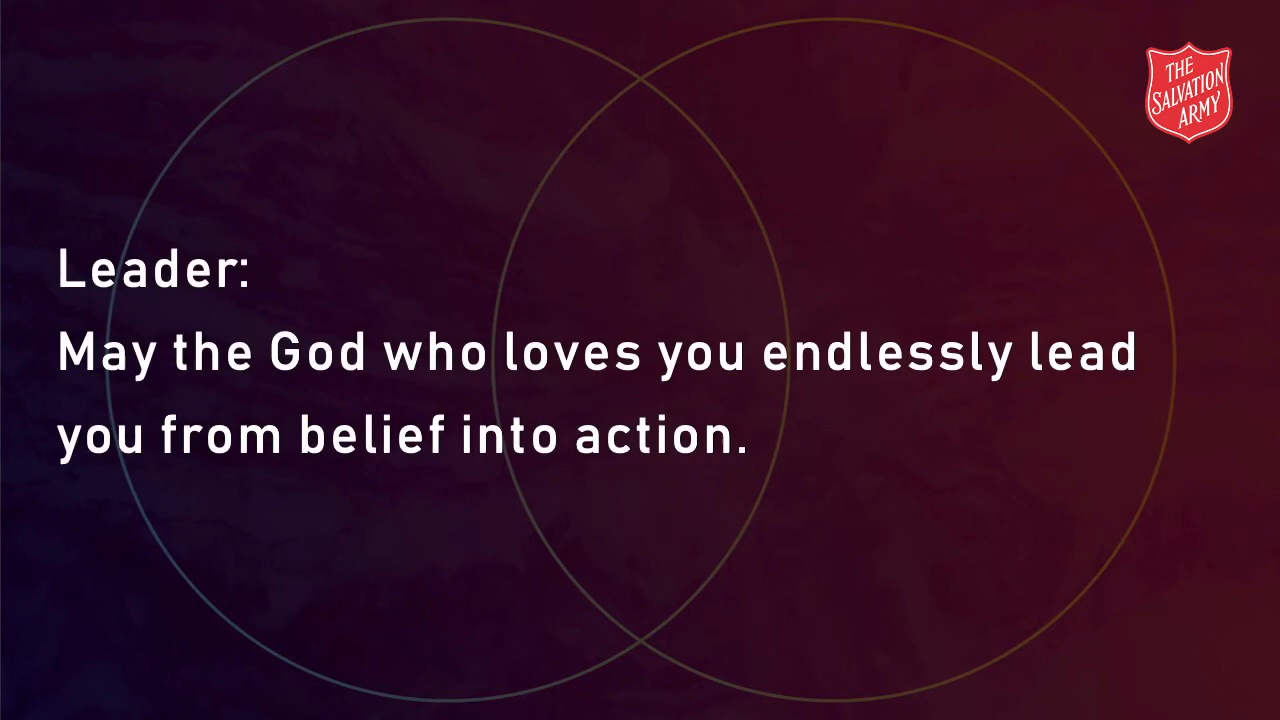 THE
SALVATION
ARMY
Leader:
May the God who loves you endlessly lead
you from belief into action.